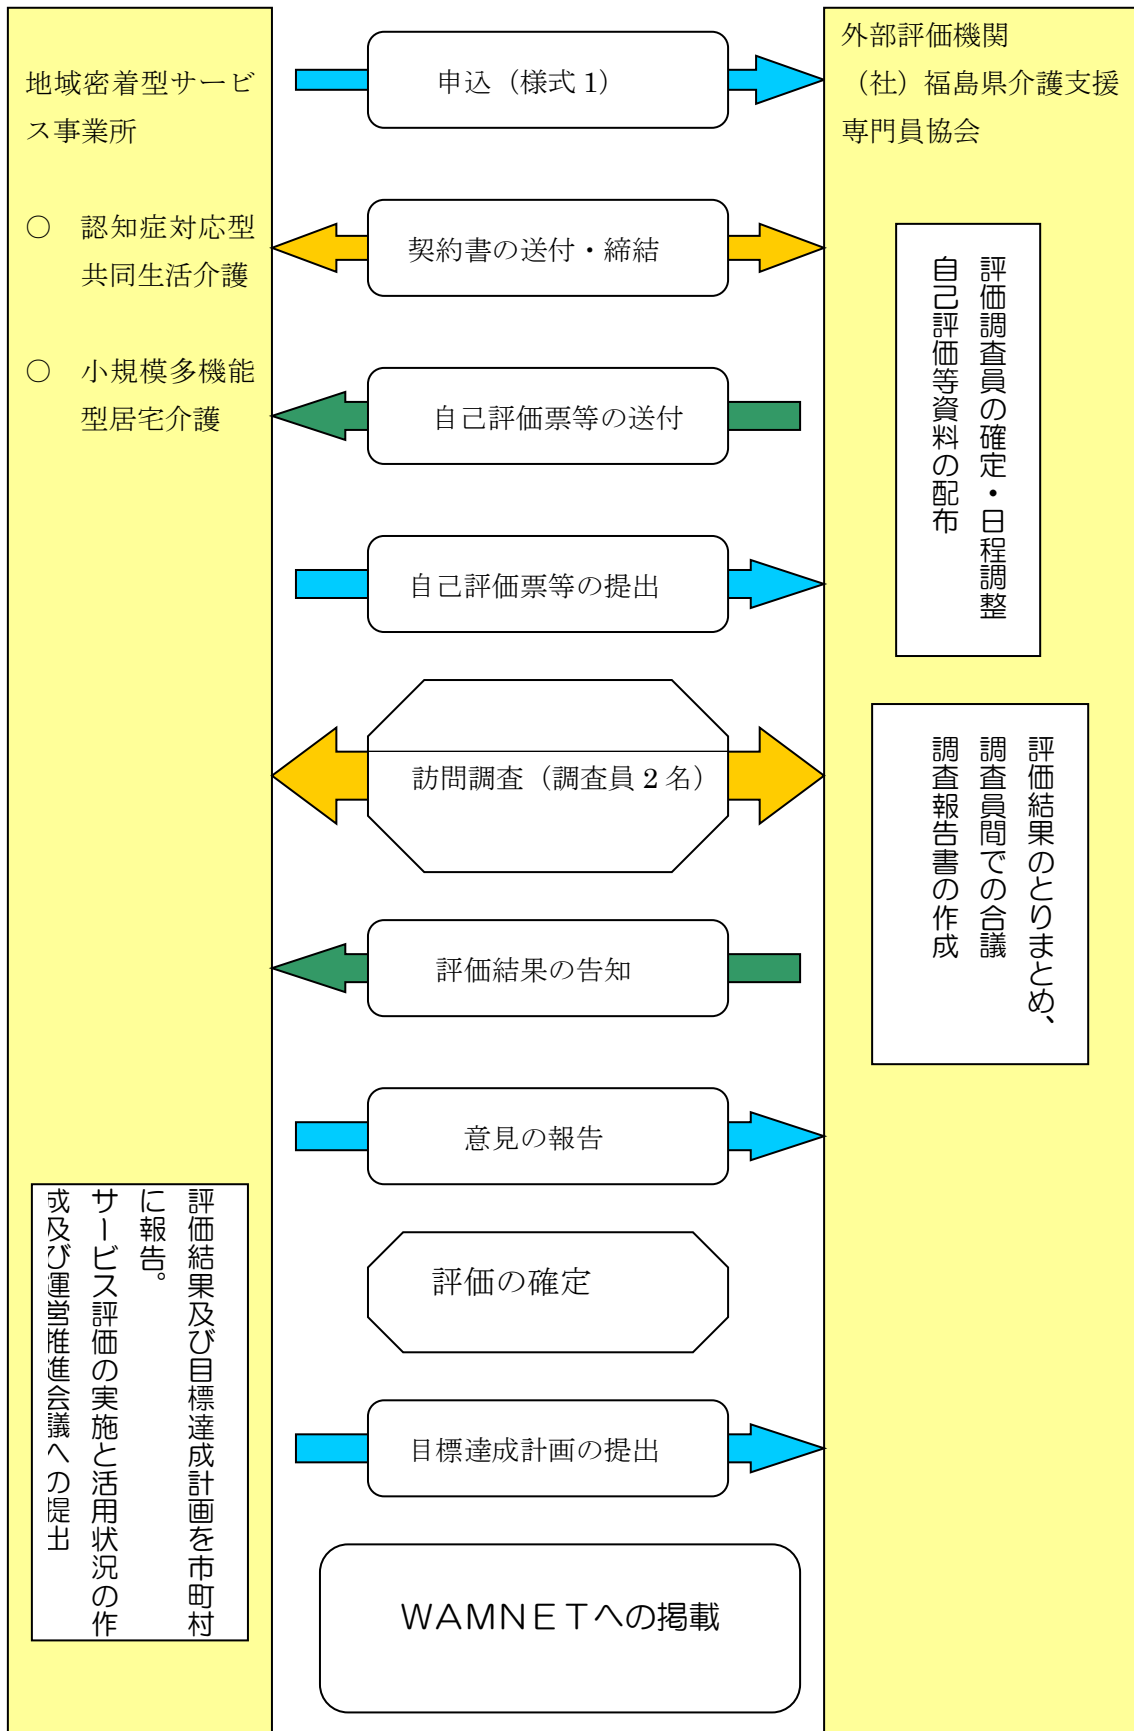 地域密着型サービ
ス事業所
○ 認知症対応型
共同生活介護
○ 小規模多機能
型居宅介護
申込（様式 1）
契約書の送付・締結
自己評価票等の送付
自己評価票等の提出
訪問調査（調査員 2 名）
評価結果の告知
意見の報告
評価の確定
目標達成計画の提出
WAMNETへの掲載
外部評価機関
（社）福島県介護支援
専門員協会
評価調査員の確定・日程調整
自己評価等資料の配布
評価結果のとりまとめ、
調査員間での合議
調査報告書の作成
評価結果及び目標達成計画を市町村
に報告。
サービス評価の実施と活用状況の作
成及び運営推進会議への提出